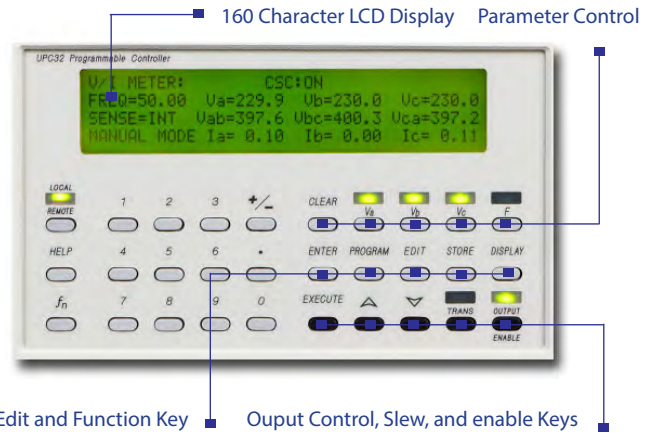 160 Character LCD Display Parameter Control
UPC32 Programmable Controller
V/I METER: CSC:ON
FREQ=50.00 Va=229.9 Vb=230.0 Vc=230.0
SENSE=INT Vab=397.6 Vbc=400.3 Vca=397.2
MANUAL MODE Ia= 0.10 Ib= 0.00 Ic= 0.11
LOCAL
REMOTE
1 2 3 +/- CLEAR Va Vb Vc F
HELP 4 5 6 . ENTER PROGRAM EDIT STORE DISPLAY
fn 7 8 9 0 EXECUTE TRANS OUTPUT
ENABLE
Edit and Function Key Ouput Control, Slew, and enable Keys